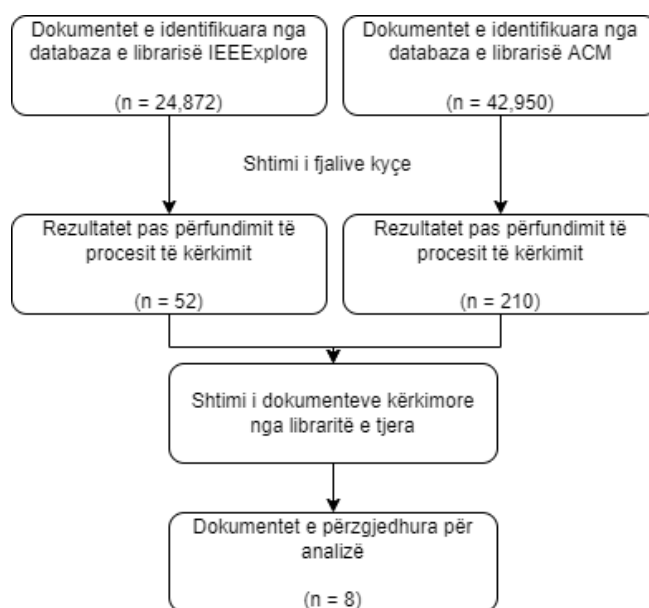 Dokumentet e identifikuara nga
databaza e librarisë IEEExplore
(n = 24,872)
Dokumentet e identifikuara nga
databaza e librarisë ACM
(n = 42,950)
Shtimi i fjalive kyçe
Rezultatet pas përfundimit të
procesit të kërkimit
(n = 52)
Rezultatet pas përfundimit të
procesit të kërkimit
(n = 210)
Shtimi i dokumenteve kërkimore
nga libraritë e tjera
Dokumentet e përzgjedhura për
analizë
(n = 8)